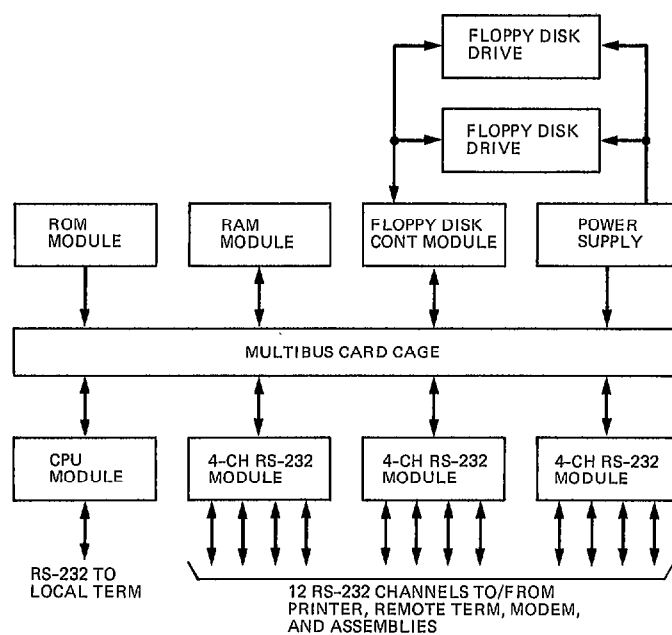 FLOPPY DISK
DRIVE
FLOPPY DISK
DRIVE
ROM
MODULE
RAM
MODULE
FLOPPY DISK
CONT MODULE
POWER
SUPPLY
MULTIBUS CARD CAGE
CPU
MODULE
4-CH RS-232
MODULE
4-CH RS-232
MODULE
4-CH RS-232
MODULE
RS-232 TO
LOCAL TERM
12 RS-232 CHANNELS TO/FROM
PRINTER, REMOTE TERM, MODEM,
AND ASSEMBLIES